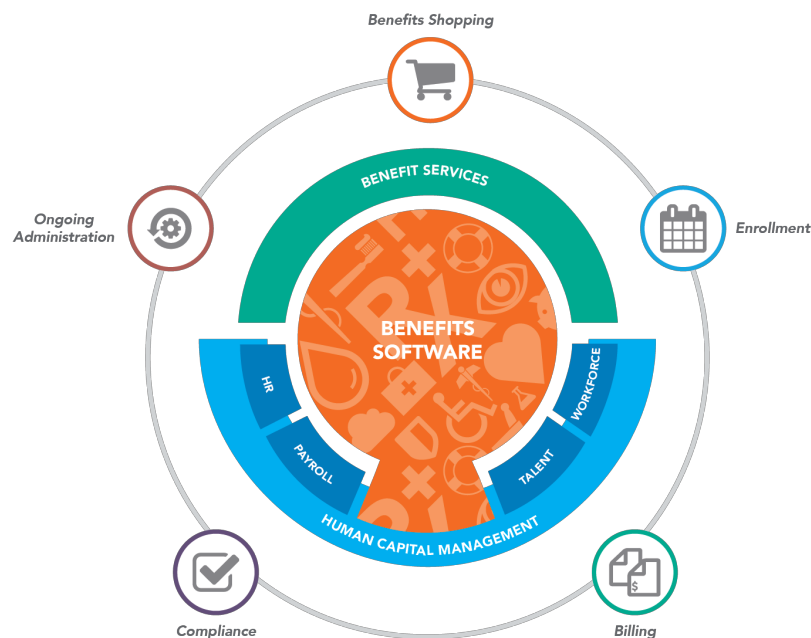 Benefits Shopping
BENEFIT SERVICES
Ongoing
Administration
Enrollment
BENEFITS
SOFTWARE
HR
WORKFORCE
PAYROLL
TALENT
HUMAN CAPITAL MANAGEMENT
$
Compliance
Billing